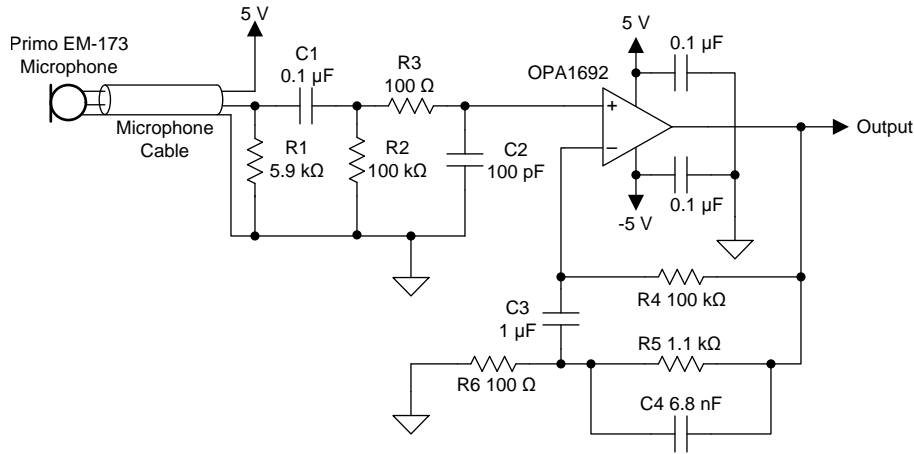 Primo EM-173
Microphone
5 V
Microphone
Cable
C1
0.1 µF
R3
100 Ω
R1
5.9 kΩ
R2
100 kΩ
C2
100 pF
OPA1692
5 V
0.1 µF
+
−
-5 V
0.1 µF
Output
R4 100 kΩ
C3
1 µF
R5 1.1 kΩ
R6 100 Ω
C4 6.8 nF